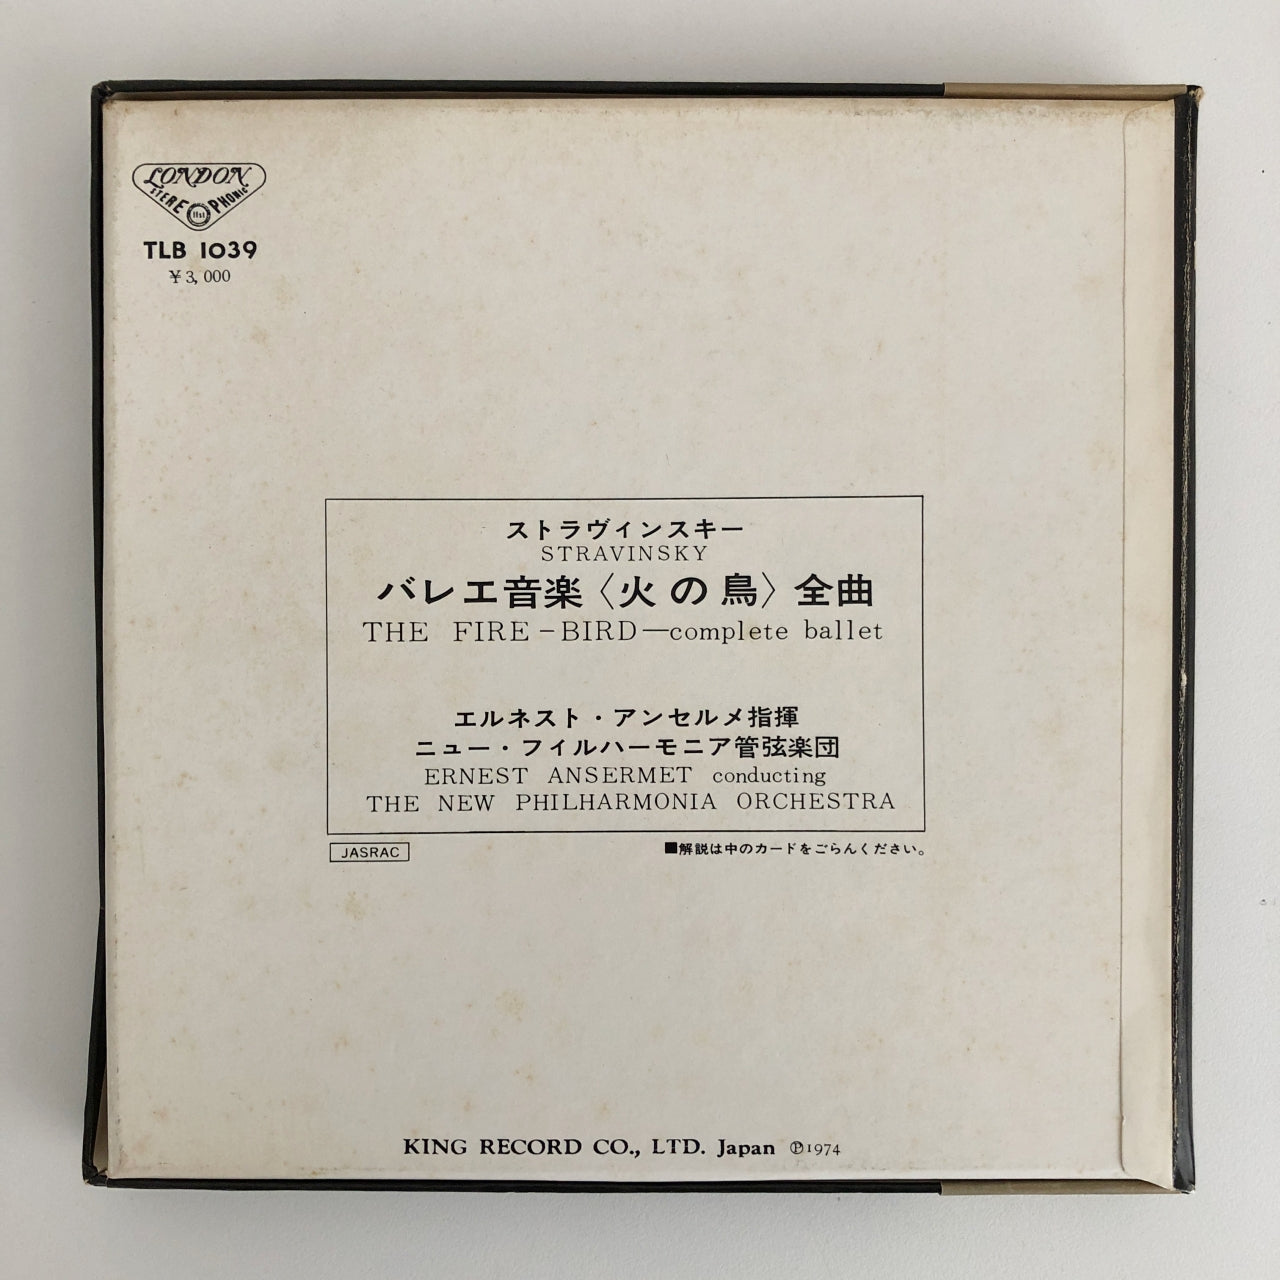 LONDON
STEREOPHONIC
ffss
TLB 1039
¥3,000
ストラヴィンスキー
STRAVINSKY
バレエ音楽〈火の鳥〉全曲
THE FIRE-BIRD—complete ballet
エルネスト・アンセルメ指揮
ニュー・フィルハーモニア管弦楽団
ERNEST ANSERMET conducting
THE NEW PHILHARMONIA ORCHESTRA
JASRAC
■解説は中のカードをごらんください。
KING RECORD CO., LTD. Japan ℗1974